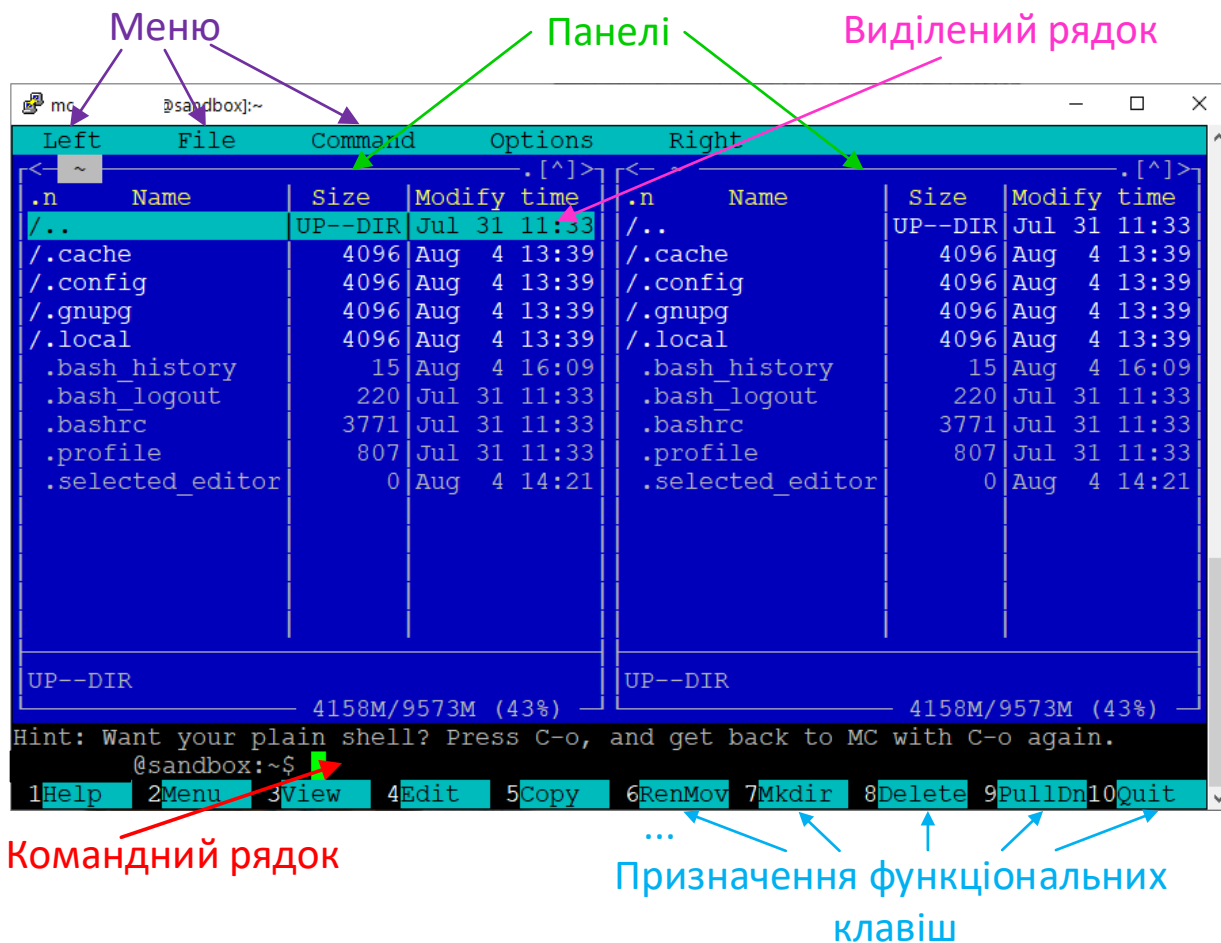 Меню Панелі Виділений рядок
mc @sandbox]:~
Left File Command Options Right
<— ~ .[^]> <— ~ .[^]>
.n Name Size Modify time .n Name Size Modify time
/.. UP--DIR Jul 31 11:33 /.. UP--DIR Jul 31 11:33
/.cache 4096 Aug 4 13:39 /.cache 4096 Aug 4 13:39
/.config 4096 Aug 4 13:39 /.config 4096 Aug 4 13:39
/.gnupg 4096 Aug 4 13:39 /.gnupg 4096 Aug 4 13:39
/.local 4096 Aug 4 13:39 /.local 4096 Aug 4 13:39
.bash_history 15 Aug 4 16:09 .bash_history 15 Aug 4 16:09
.bash_logout 220 Jul 31 11:33 .bash_logout 220 Jul 31 11:33
.bashrc 3771 Jul 31 11:33 .bashrc 3771 Jul 31 11:33
.profile 807 Jul 31 11:33 .profile 807 Jul 31 11:33
.selected_editor 0 Aug 4 14:21 .selected_editor 0 Aug 4 14:21
UP--DIR UP--DIR
4158M/9573M (43%) 4158M/9573M (43%)
Hint: Want your plain shell? Press C-o, and get back to MC with C-o again.
@sandbox:~$
1Help 2Menu 3View 4Edit 5Copy 6RenMov 7Mkdir 8Delete 9PullDn10Quit
...
Командний рядок
Призначення функціональних
клавіш